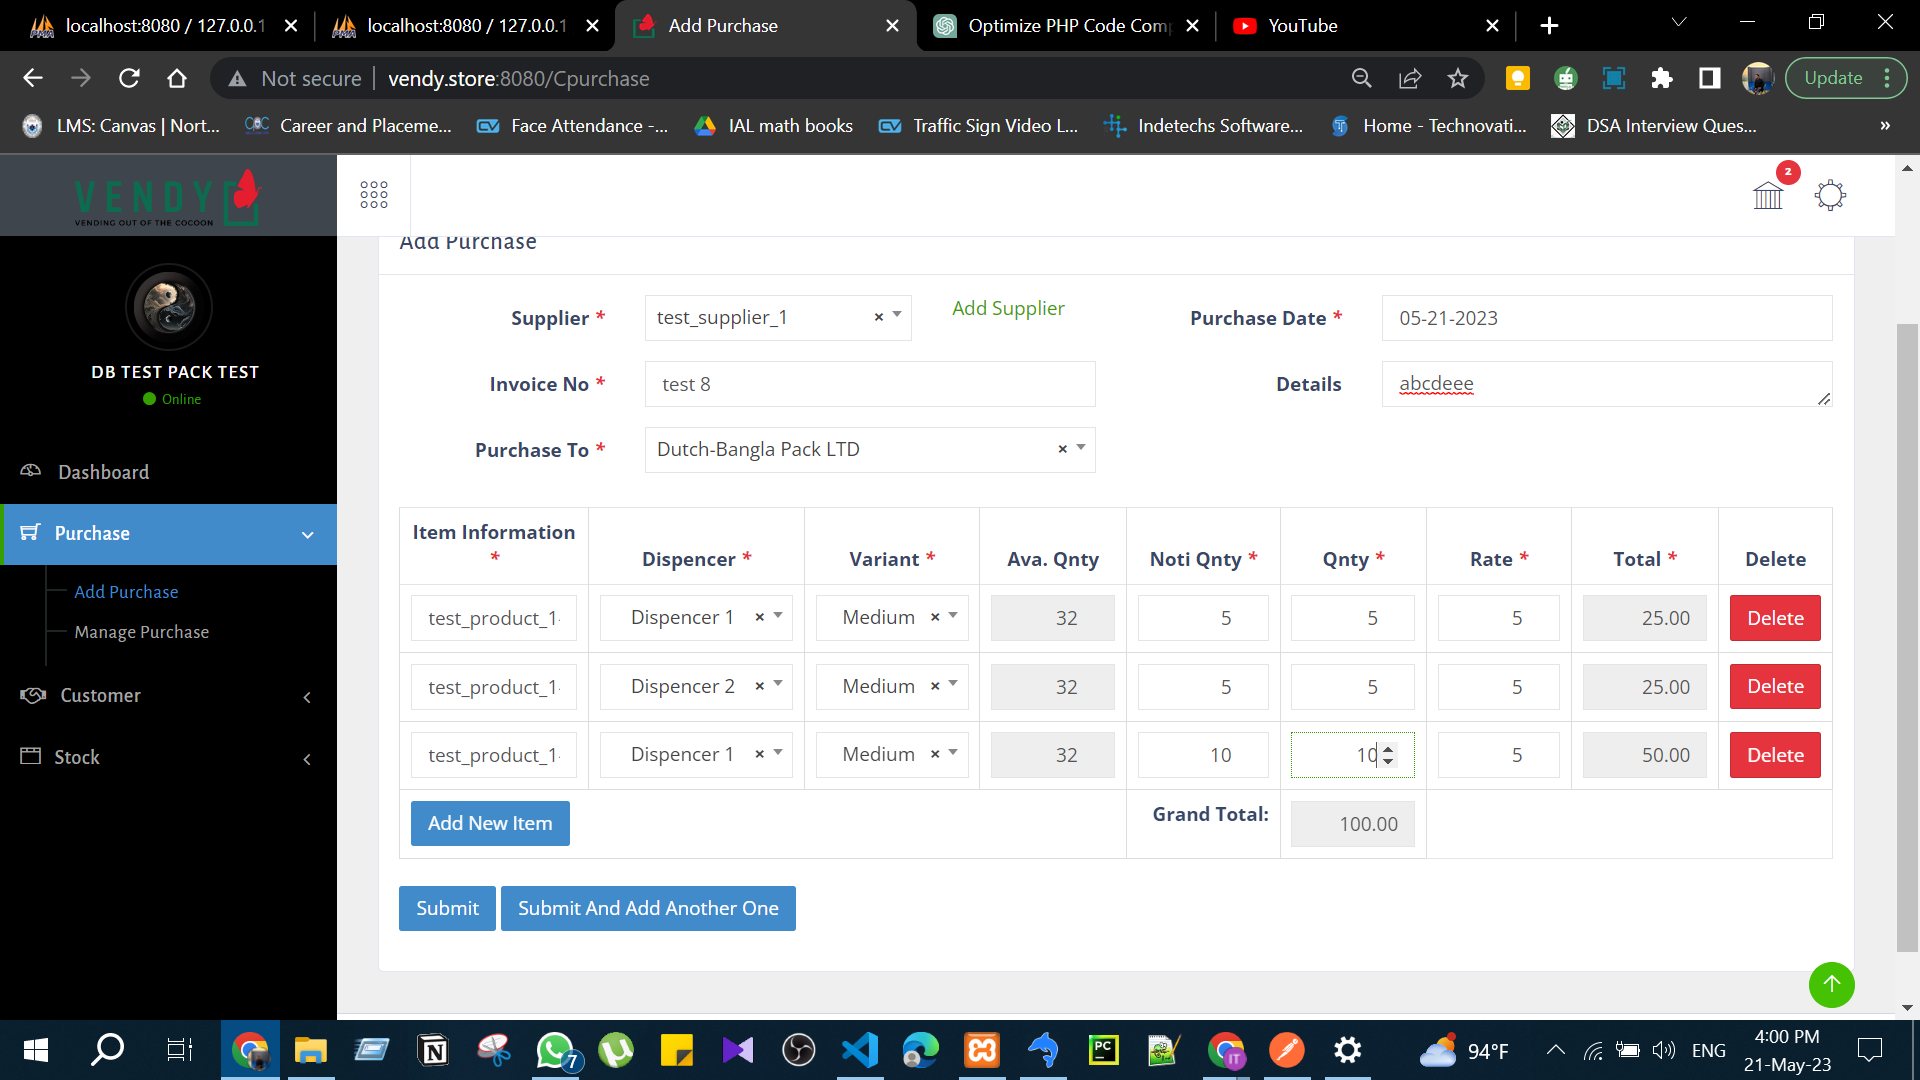 localhost:8080 / 127.0.0.1
localhost:8080 / 127.0.0.1
Add Purchase
Optimize PHP Code Com
YouTube
Not secure
vendy.store:8080/Cpurchase
Update
LMS: Canvas | Nort...
Career and Placeme...
Face Attendance -...
IAL math books
Traffic Sign Video L...
Indetechs Software...
Home - Technovati...
DSA Interview Ques...
»
VENDY
VENDING OUT OF THE COCOON
2
DB TEST PACK TEST
Online
Dashboard
Purchase
Add Purchase
Manage Purchase
Customer
Stock
Add Purchase
Supplier *
test_supplier_1
×
Add Supplier
Purchase Date *
05-21-2023
Invoice No *
test 8
Details
abcdeee
Purchase To *
Dutch-Bangla Pack LTD
×
Item Information *
Dispencer *
Variant *
Ava. Qnty
Noti Qnty *
Qnty *
Rate *
Total *
Delete
test_product_1-
Dispencer 1 ×
Medium ×
32
5
5
5
25.00
Delete
test_product_1-
Dispencer 2 ×
Medium ×
32
5
5
5
25.00
Delete
test_product_1-
Dispencer 1 ×
Medium ×
32
10
10
5
50.00
Delete
Add New Item
Grand Total:
100.00
Submit
Submit And Add Another One
7
PC
IT
94°F
ENG
4:00 PM
21-May-23